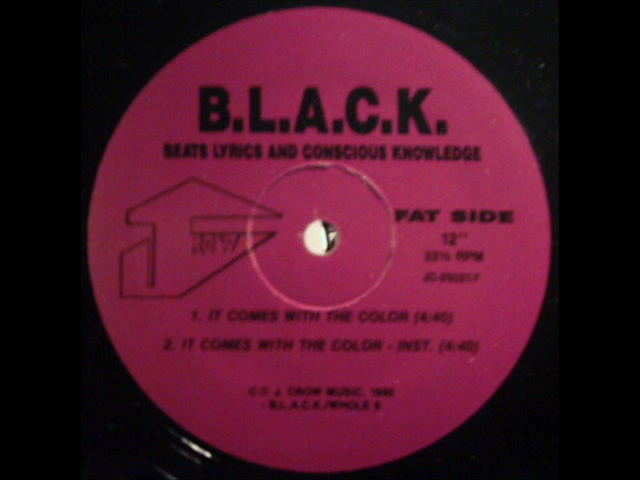 B.L.A.C.K.
BEATS LYRICS AND CONSCIOUS KNOWLEDGE
J CROW
FAT SIDE
12"
33⅓ RPM
1. IT COMES WITH THE COLOR (4:40)
2. IT COMES WITH THE COLOR - INST. (4:40)
J. CROW MUSIC,
B.L.A.C.K./WHOLE 9